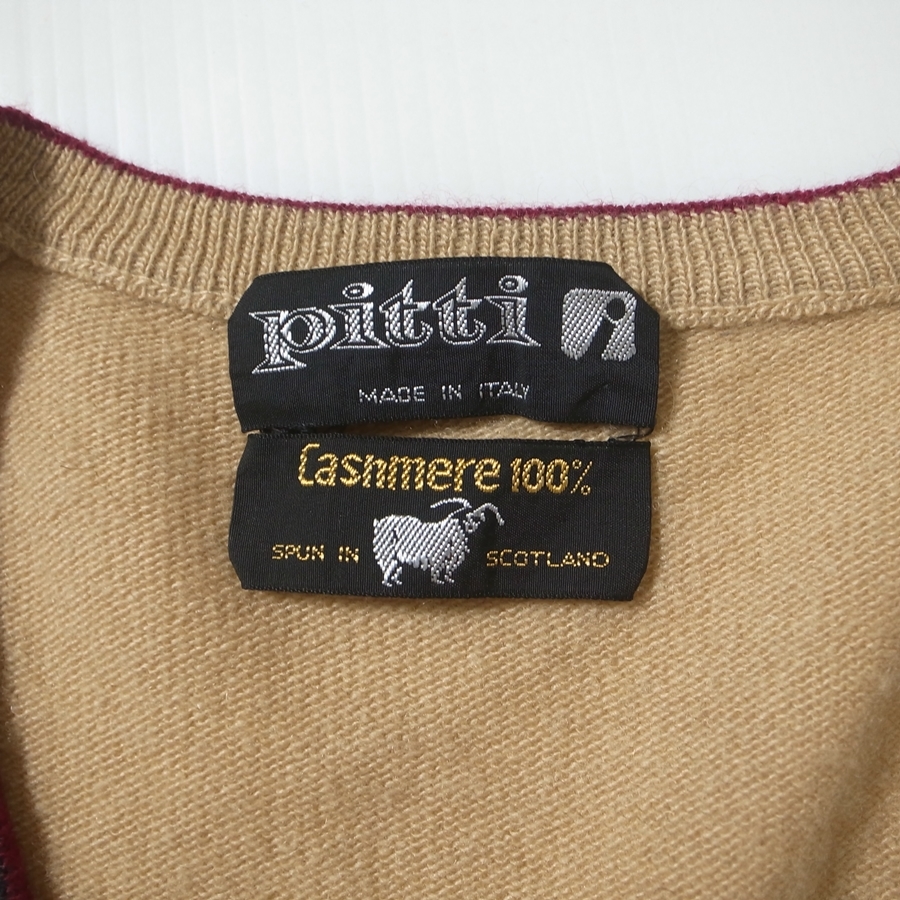 pitti
MADE IN ITALY
Cashmere 100%
SPUN IN SCOTLAND